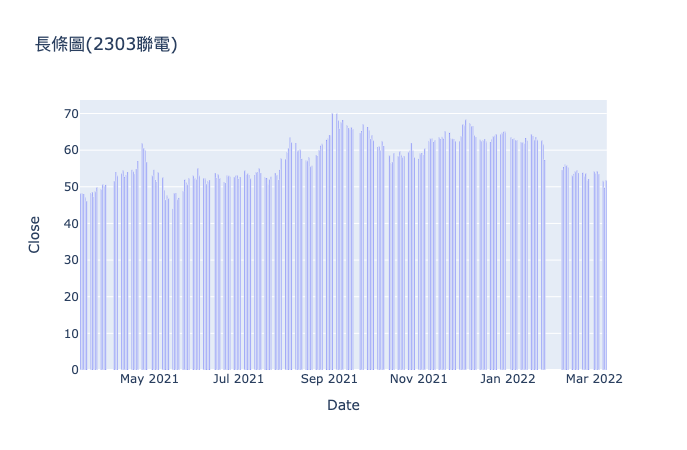 長條圖(2303聯電)
70
60
50
40
30
20
10
0
Close
May 2021
Jul 2021
Sep 2021
Nov 2021
Jan 2022
Mar 2022
Date